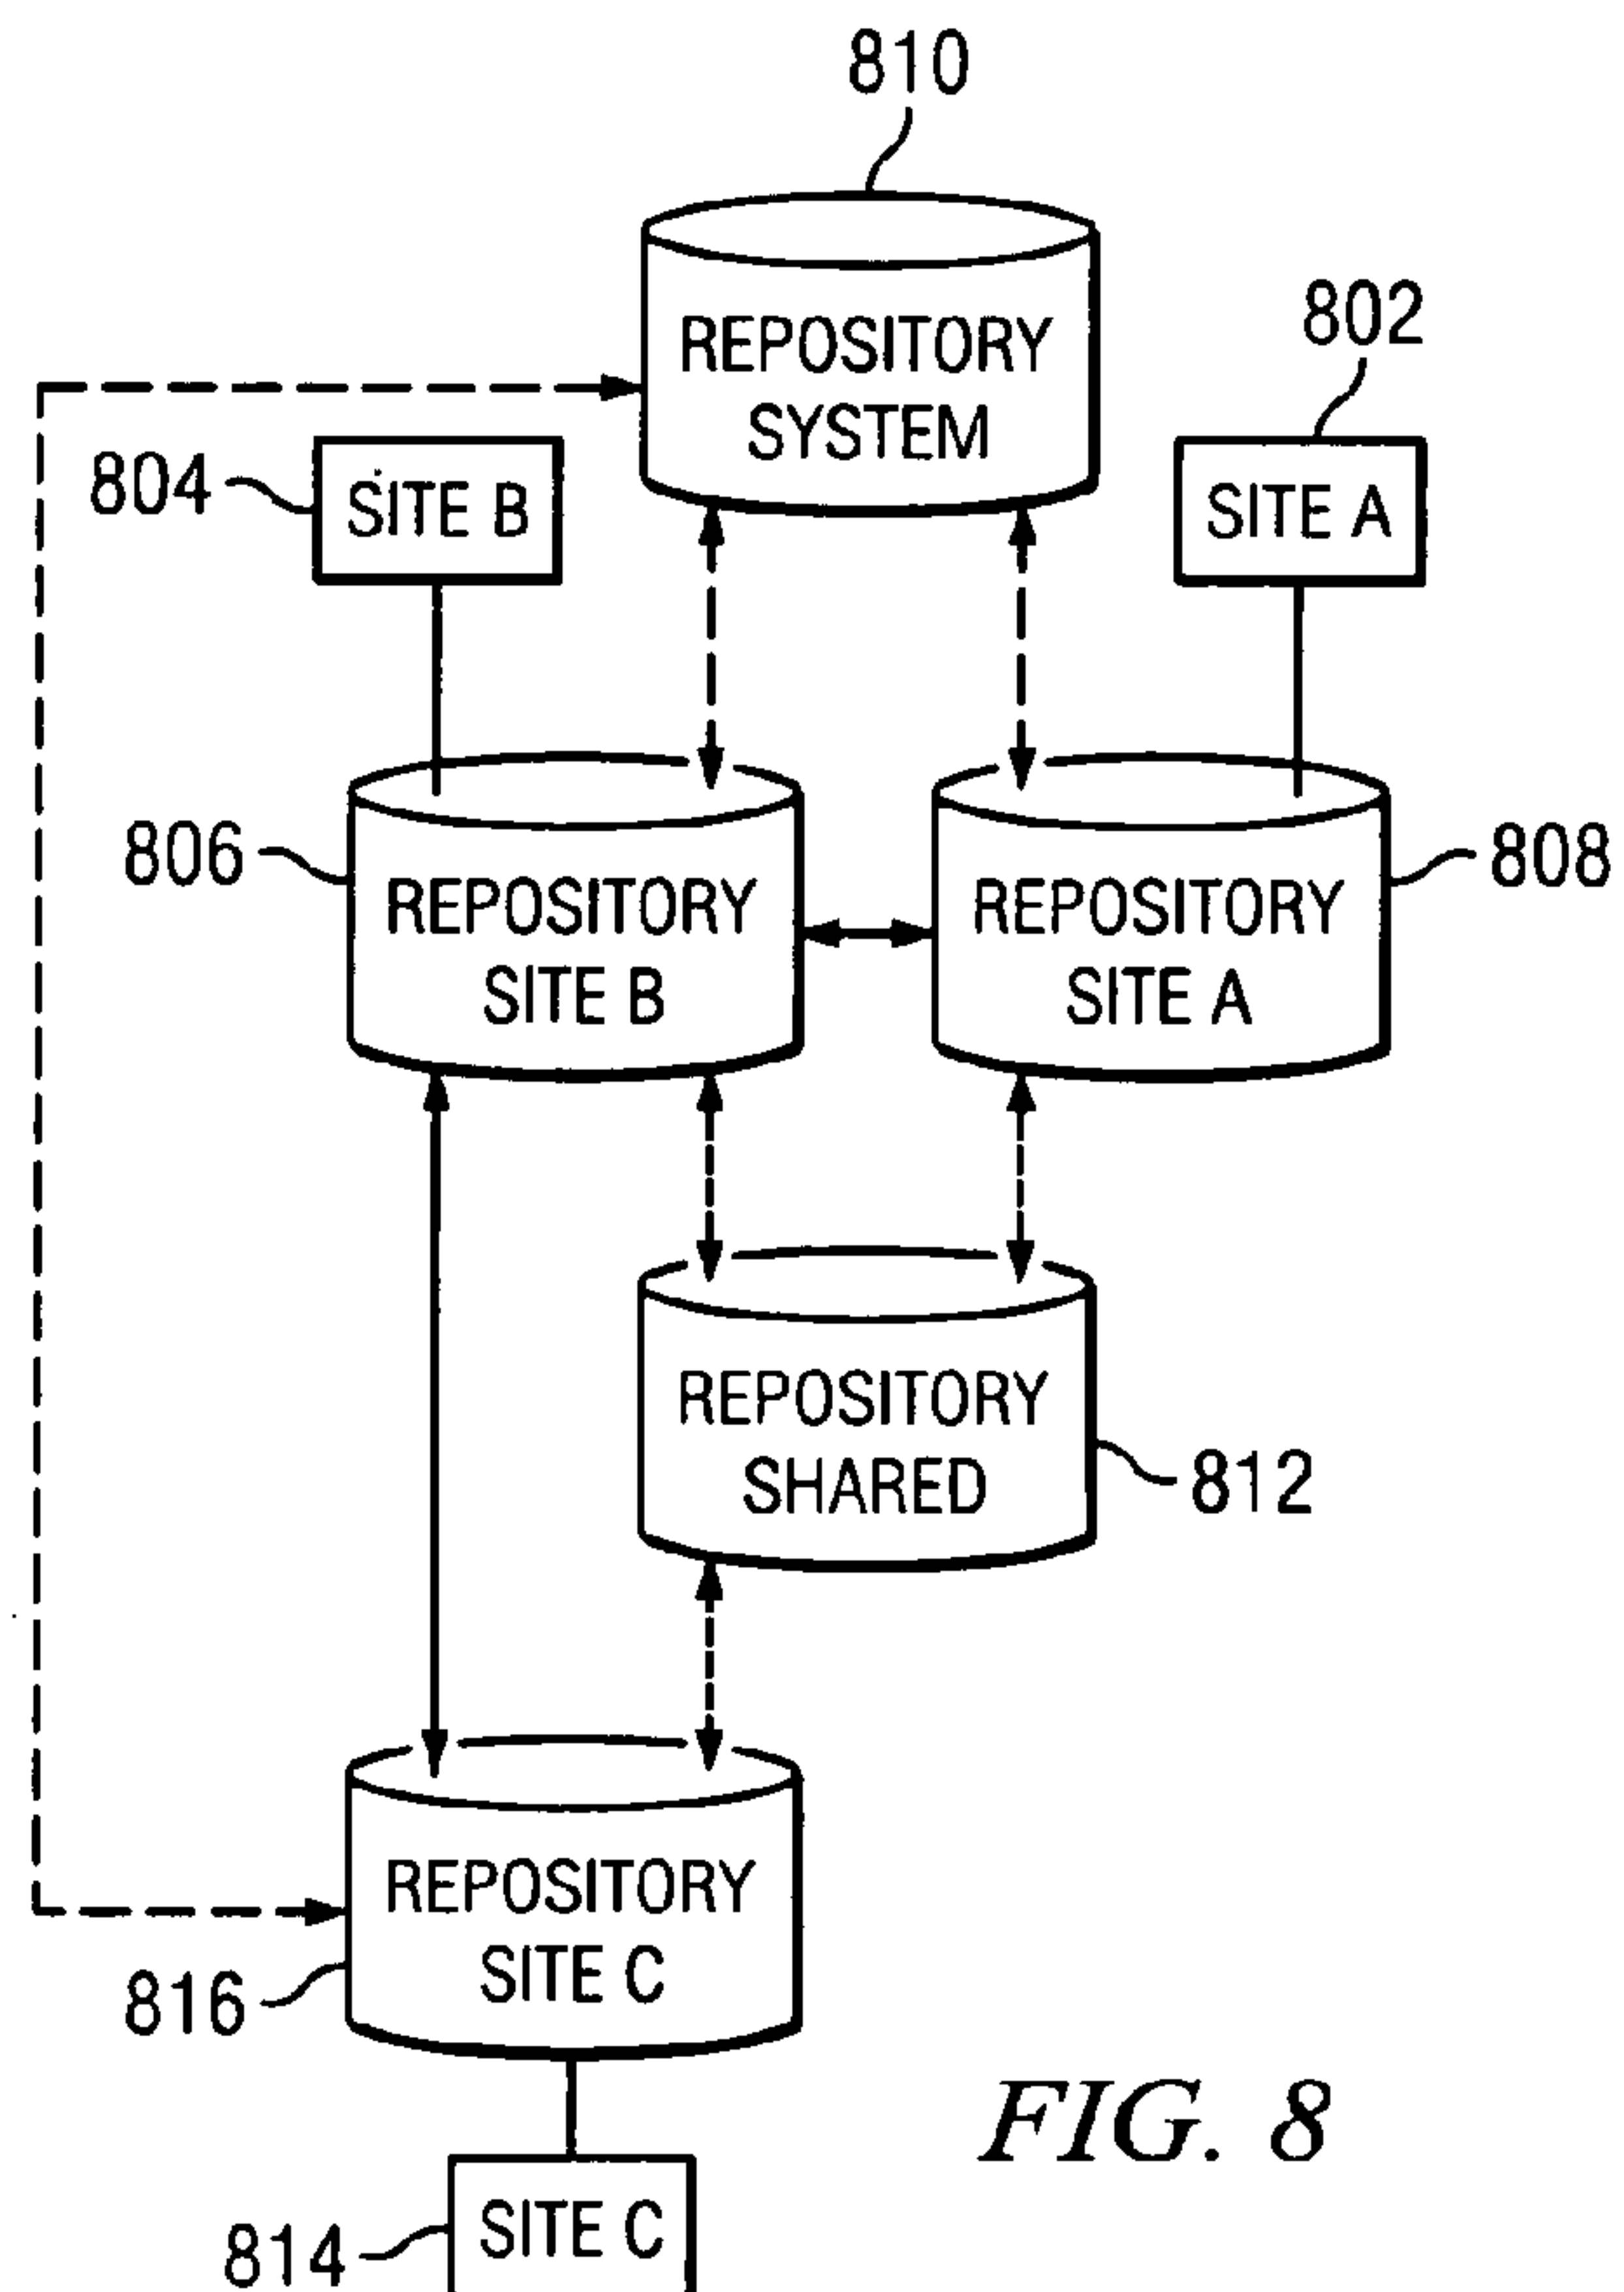 810
REPOSITORY
SYSTEM
802
804
SITE B
SITE A
806
REPOSITORY
SITE B
REPOSITORY
SITE A
808
REPOSITORY
SHARED
812
REPOSITORY
SITE C
816
FIG. 8
SITE C
814